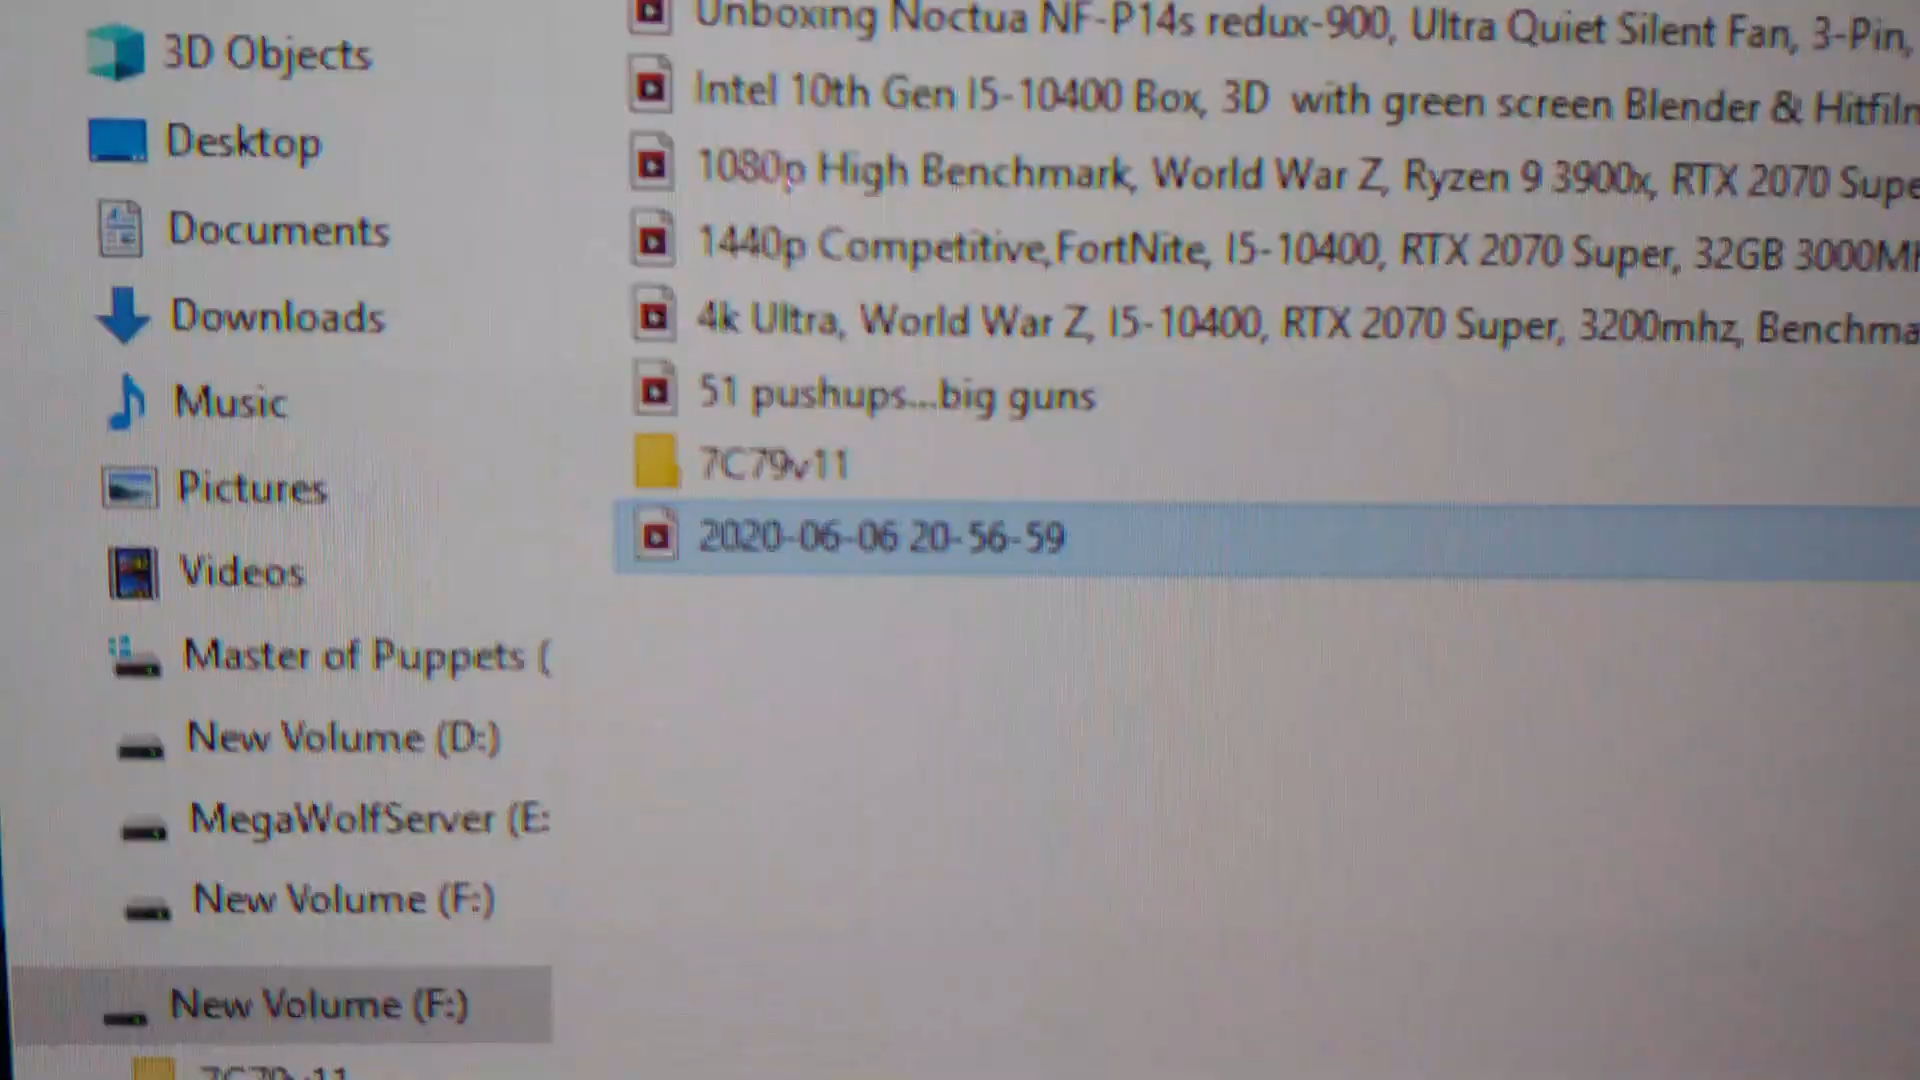 3D Objects
Desktop
Documents
Downloads
Music
Pictures
Videos
Master of Puppets (
New Volume (D:)
MegaWolfServer (E:
New Volume (F:)
New Volume (F:)
7C79v11
Unboxing Noctua NF-P14s redux-900, Ultra Quiet Silent Fan, 3-Pin,
Intel 10th Gen I5-10400 Box, 3D with green screen Blender & Hitfilm
1080p High Benchmark, World War Z, Ryzen 9 3900x, RTX 2070 Supe
1440p Competitive,FortNite, I5-10400, RTX 2070 Super, 32GB 3000Mh
4k Ultra, World War Z, I5-10400, RTX 2070 Super, 3200mhz, Benchma
51 pushups...big guns
7C79v11
2020-06-06 20-56-59